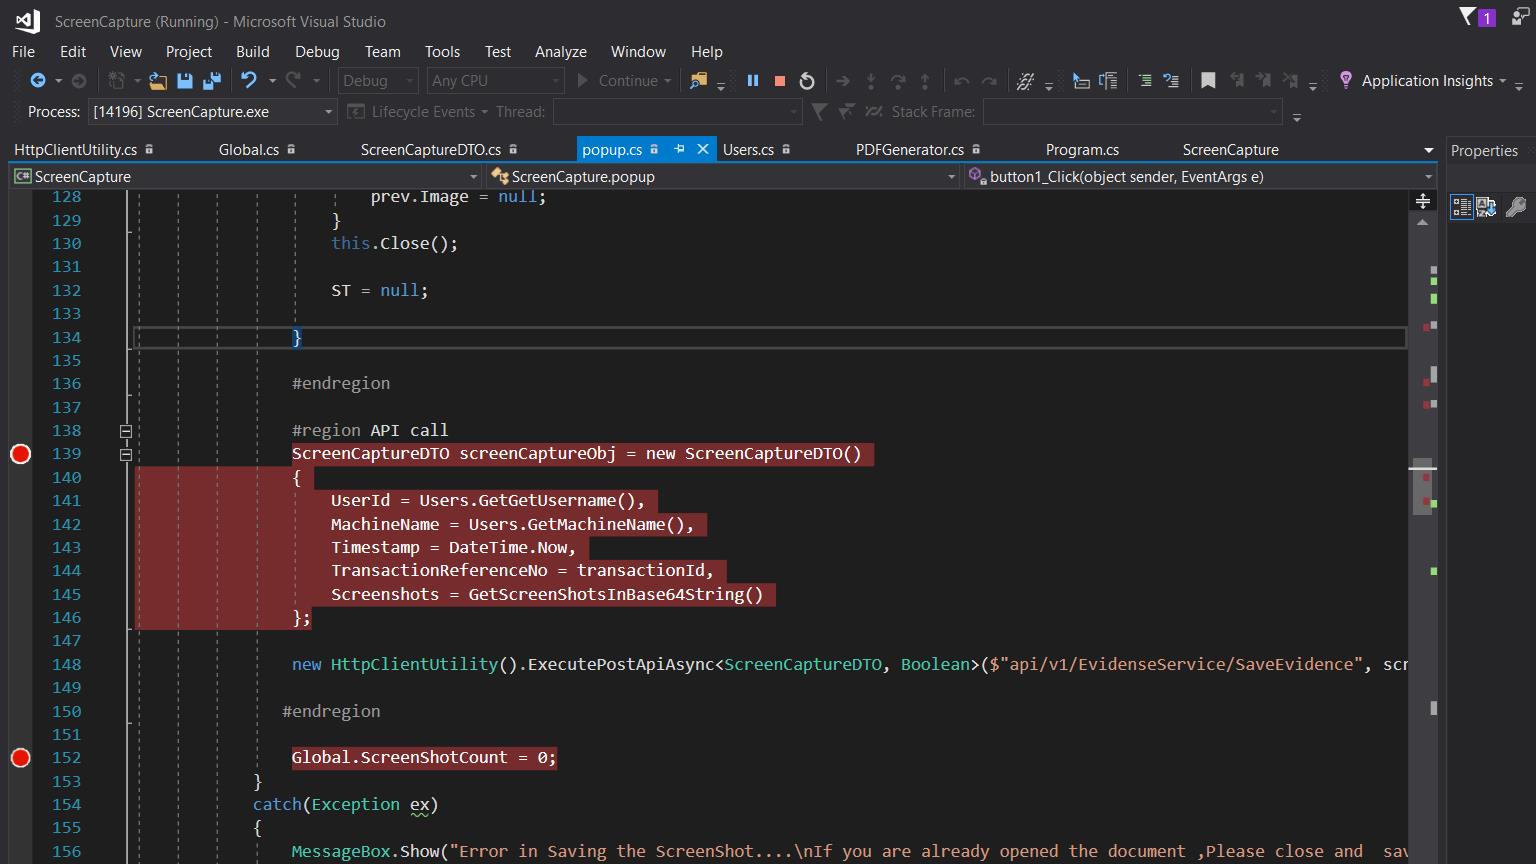 ScreenCapture (Running) - Microsoft Visual Studio
1
File Edit View Project Build Debug Team Tools Test Analyze Window Help
Debug Any CPU Continue Application Insights
Process: [14196] ScreenCapture.exe Lifecycle Events Thread: Stack Frame:
HttpClientUtility.cs Global.cs ScreenCaptureDTO.cs popup.cs Users.cs PDFGenerator.cs Program.cs ScreenCapture Properties
C# ScreenCapture ScreenCapture.popup button1_Click(object sender, EventArgs e)
128 prev.Image = null;
129 }
130 this.Close();
131
132 ST = null;
133
134 }
135
136 #endregion
137
138 #region API call
139 ScreenCaptureDTO screenCaptureObj = new ScreenCaptureDTO()
140 {
141 UserId = Users.GetGetUsername(),
142 MachineName = Users.GetMachineName(),
143 Timestamp = DateTime.Now,
144 TransactionReferenceNo = transactionId,
145 Screenshots = GetScreenShotsInBase64String()
146 };
147
148 new HttpClientUtility().ExecutePostApiAsync<ScreenCaptureDTO, Boolean>($"api/v1/EvidenseService/SaveEvidence", scr
149
150 #endregion
151
152 Global.ScreenShotCount = 0;
153 }
154 catch(Exception ex)
155 {
156 MessageBox.Show("Error in Saving the ScreenShot....\nIf you are already opened the document ,Please close and  sav